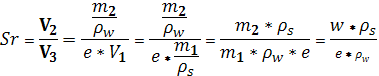 Sr = V₂/V₃ = (m₂/ρw)/(e * V₁) = (m₂/ρw)/(e * m₁/ρs) = (m₂ * ρs)/(m₁ * ρw * e) = (w * ρs)/(e * ρw)